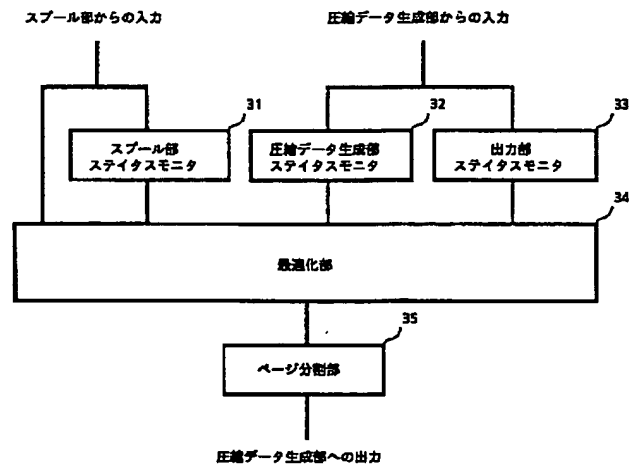 スプール部からの入力
圧縮データ生成部からの入力
31
32
33
スプール部
ステイタスモニタ
圧縮データ生成部
ステイタスモニタ
出力部
ステイタスモニタ
34
最適化部
35
ページ分割部
圧縮データ生成部への出力